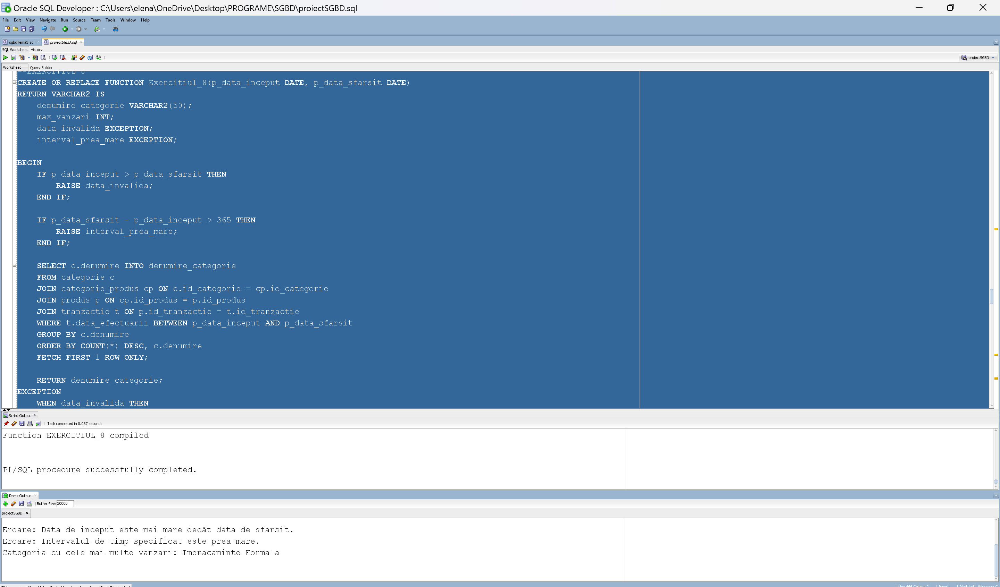 Oracle SQL Developer : C:\Users\elena\OneDrive\Desktop\PROGRAME\SGBD\proiectSGBD.sql
File Edit View Navigate Run Source Team Tools Window Help
sgbdTema3.sql proiectSGBD.sql
SQL Worksheet History
proiectSGBD
Worksheet Query Builder
--EXERCITIUL 8
CREATE OR REPLACE FUNCTION Exercitiul_8(p_data_inceput DATE, p_data_sfarsit DATE)
RETURN VARCHAR2 IS
denumire_categorie VARCHAR2(50);
max_vanzari INT;
data_invalida EXCEPTION;
interval_prea_mare EXCEPTION;
BEGIN
IF p_data_inceput > p_data_sfarsit THEN
RAISE data_invalida;
END IF;
IF p_data_sfarsit - p_data_inceput > 365 THEN
RAISE interval_prea_mare;
END IF;
SELECT c.denumire INTO denumire_categorie
FROM categorie c
JOIN categorie_produs cp ON c.id_categorie = cp.id_categorie
JOIN produs p ON cp.id_produs = p.id_produs
JOIN tranzactie t ON p.id_tranzactie = t.id_tranzactie
WHERE t.data_efectuarii BETWEEN p_data_inceput AND p_data_sfarsit
GROUP BY c.denumire
ORDER BY COUNT(*) DESC, c.denumire
FETCH FIRST 1 ROW ONLY;
RETURN denumire_categorie;
EXCEPTION
WHEN data_invalida THEN
Script Output
Task completed in 0.087 seconds
Function EXERCITIUL_8 compiled
PL/SQL procedure successfully completed.
Dbms Output
Buffer Size: 20000
proiectSGBD
Eroare: Data de inceput este mai mare decât data de sfarsit.
Eroare: Intervalul de timp specificat este prea mare.
Categoria cu cele mai multe vanzari: Imbracaminte Formala